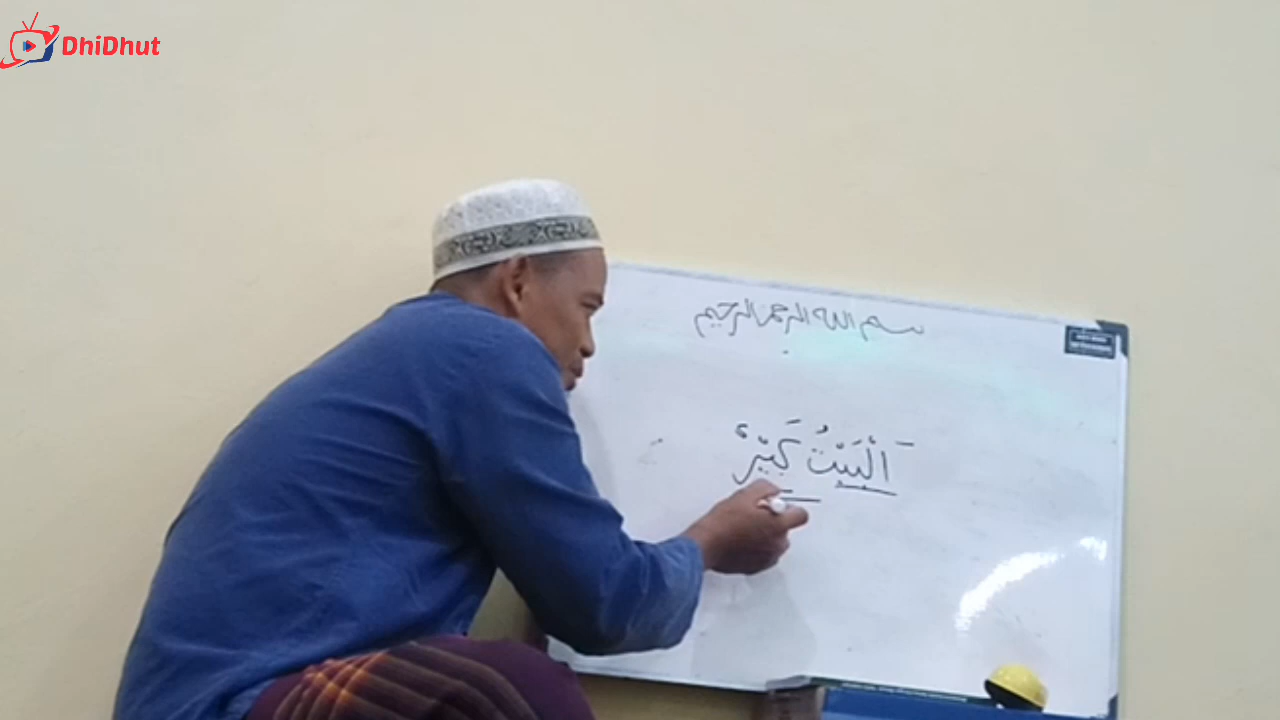 DhiDhut
بسم الله الرحمن الرحيم
اَلْبَيْتُ كَبِيْرٌ